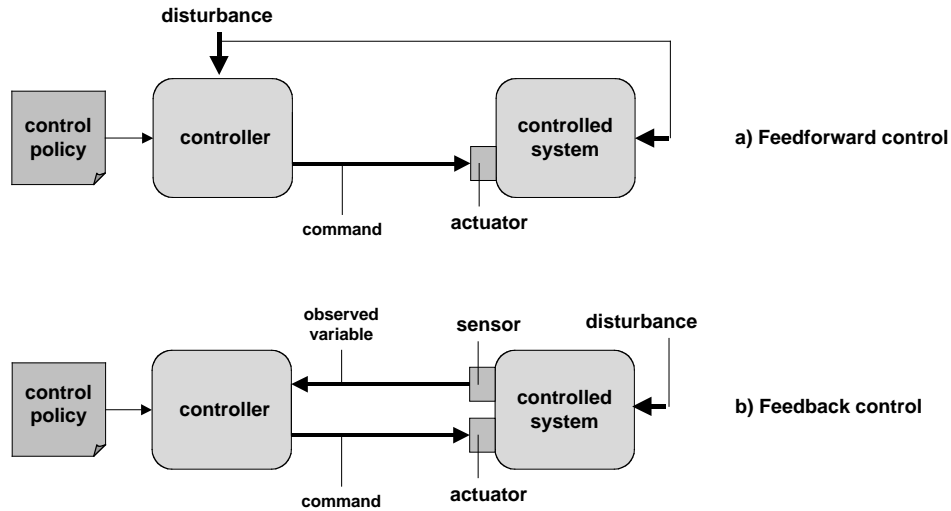 disturbance
control
policy
controller
controlled
system
a) Feedforward control
command
actuator
observed
variable
sensor
disturbance
control
policy
controller
controlled
system
b) Feedback control
command
actuator